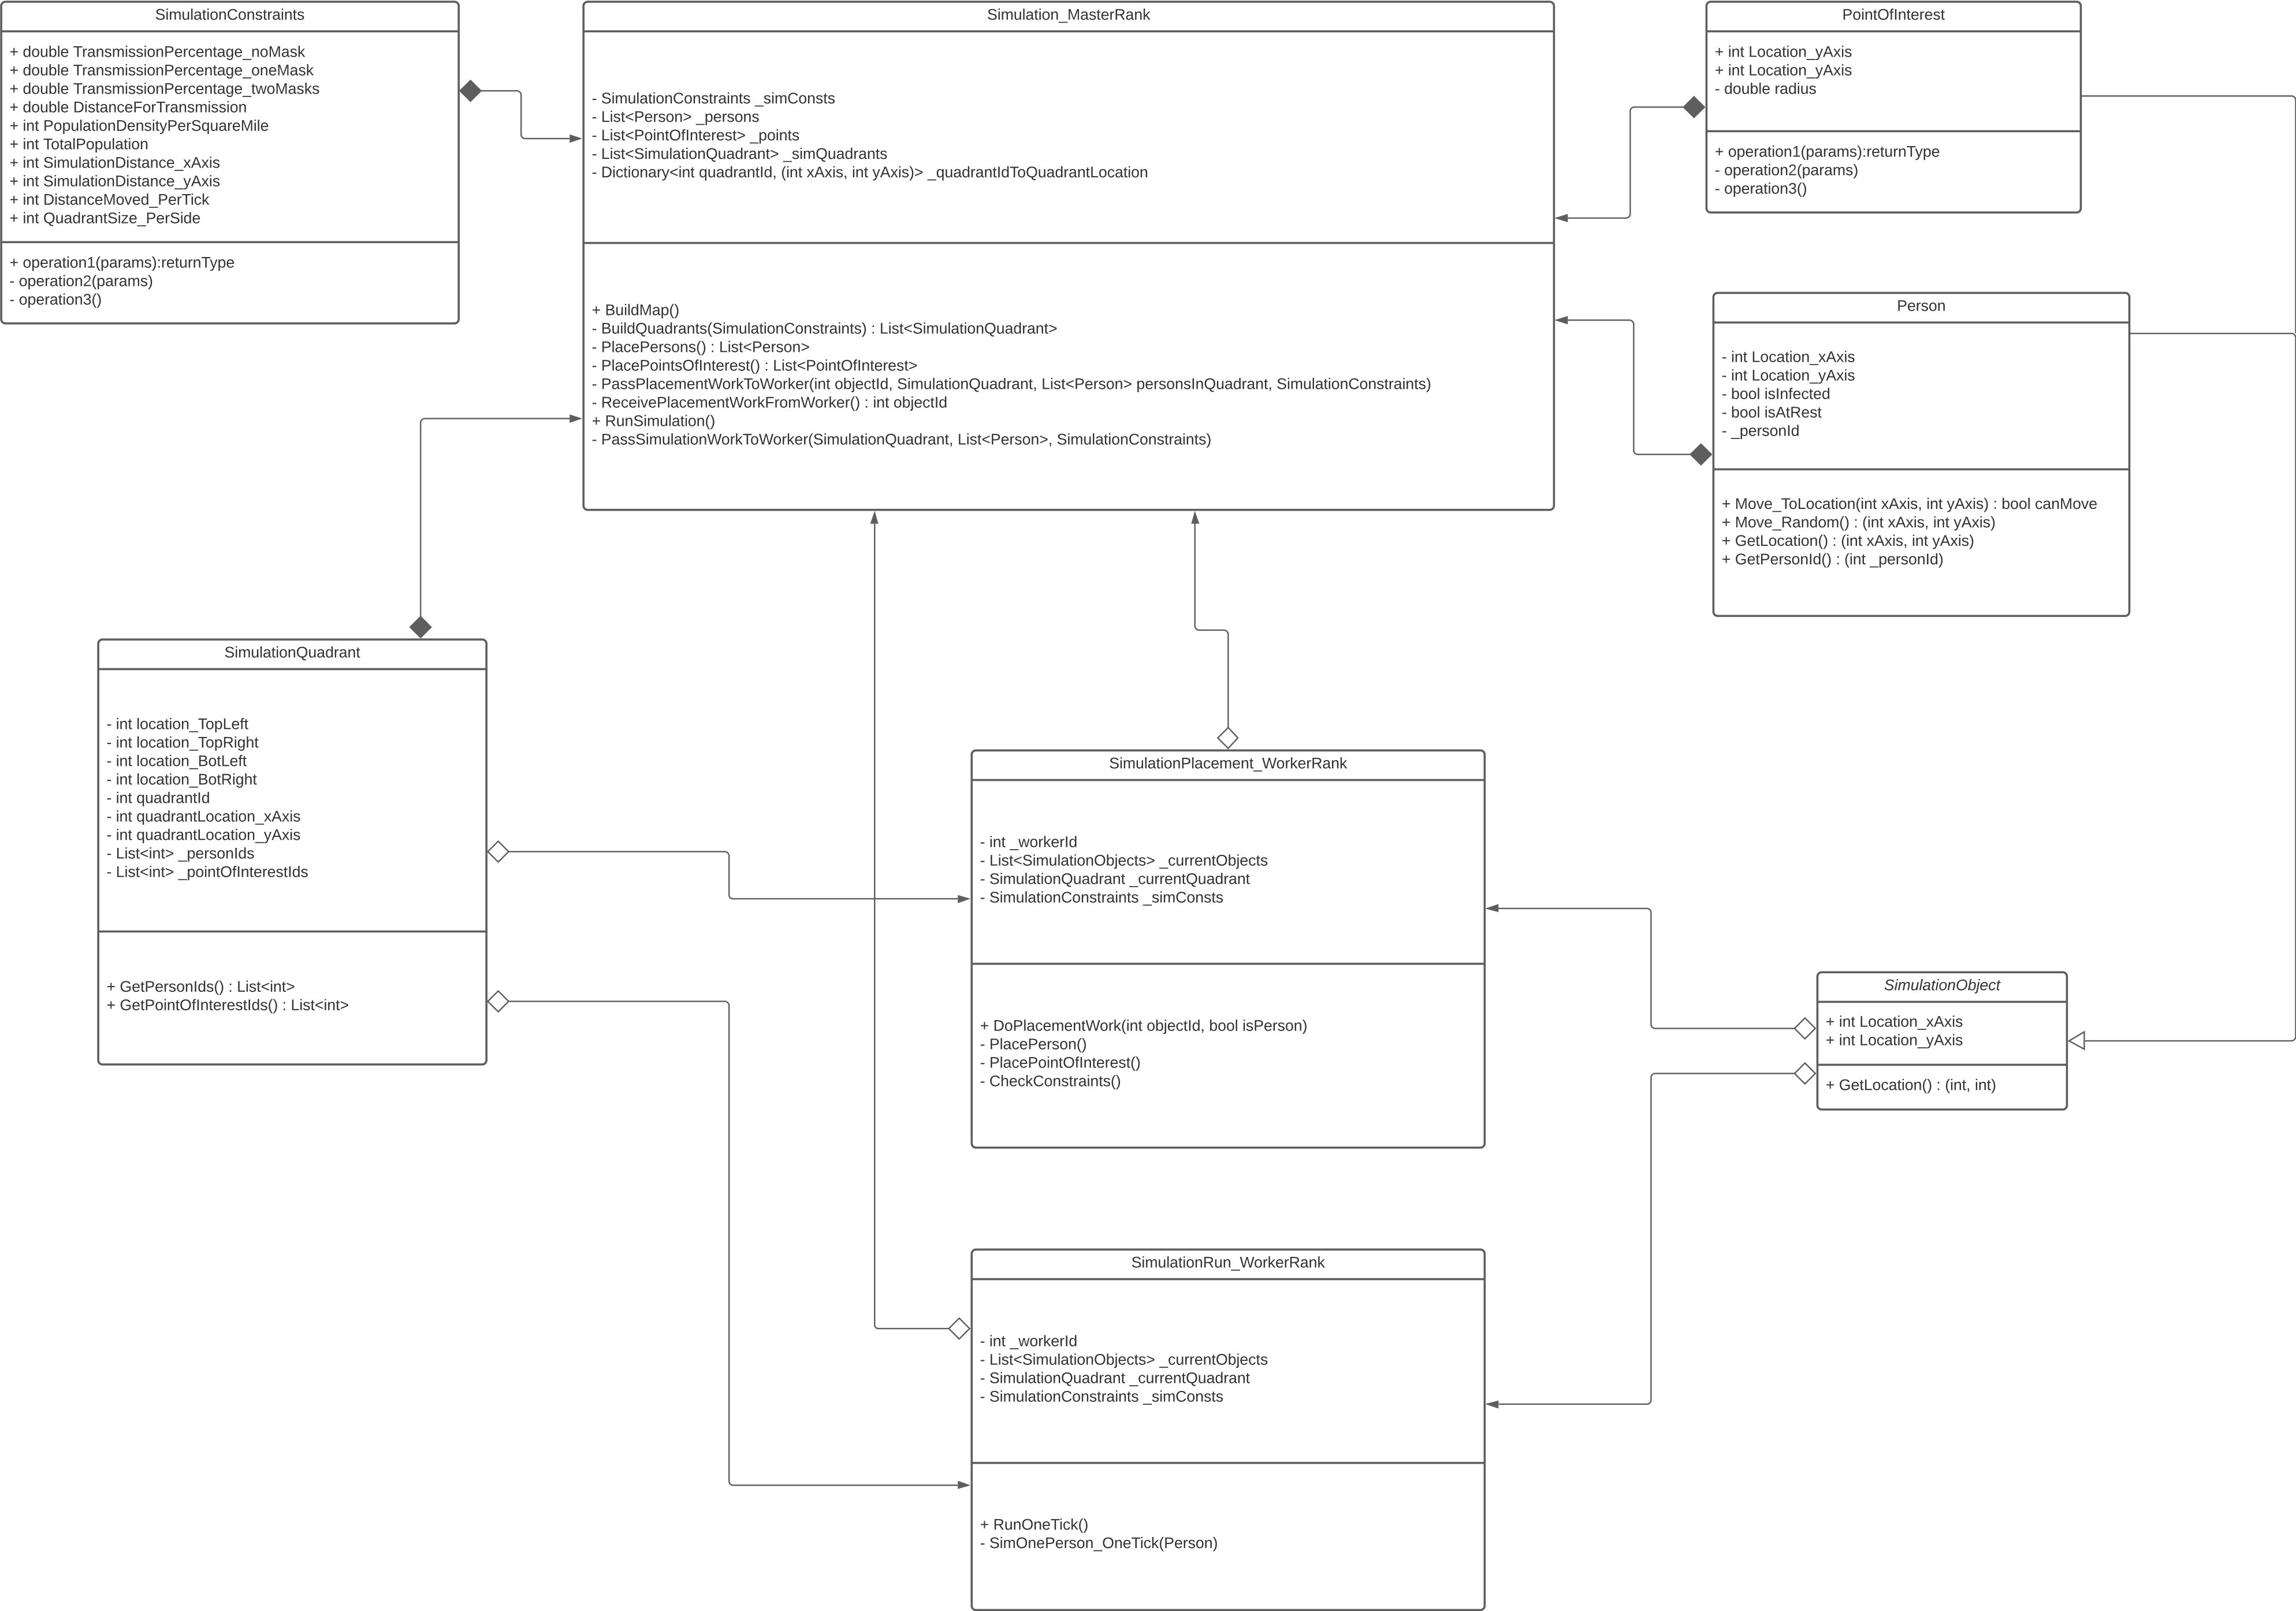 SimulationConstraints
+ double TransmissionPercentage_noMask
+ double TransmissionPercentage_oneMask
+ double TransmissionPercentage_twoMasks
+ double DistanceForTransmission
+ int PopulationDensityPerSquareMile
+ int TotalPopulation
+ int SimulationDistance_xAxis
+ int SimulationDistance_yAxis
+ int DistanceMoved_PerTick
+ int QuadrantSize_PerSide
+ operation1(params):returnType
- operation2(params)
- operation3()
Simulation_MasterRank
- SimulationConstraints _simConsts
- List<Person> _persons
- List<PointOfInterest> _points
- List<SimulationQuadrant> _simQuadrants
- Dictionary<int quadrantId, (int xAxis, int yAxis)> _quadrantIdToQuadrantLocation
+ BuildMap()
- BuildQuadrants(SimulationConstraints) : List<SimulationQuadrant>
- PlacePersons() : List<Person>
- PlacePointsOfInterest() : List<PointOfInterest>
- PassPlacementWorkToWorker(int objectId, SimulationQuadrant, List<Person> personsInQuadrant, SimulationConstraints)
- ReceivePlacementWorkFromWorker() : int objectId
+ RunSimulation()
- PassSimulationWorkToWorker(SimulationQuadrant, List<Person>, SimulationConstraints)
PointOfInterest
+ int Location_yAxis
+ int Location_yAxis
- double radius
+ operation1(params):returnType
- operation2(params)
- operation3()
Person
- int Location_xAxis
- int Location_yAxis
- bool isInfected
- bool isAtRest
- _personId
+ Move_ToLocation(int xAxis, int yAxis) : bool canMove
+ Move_Random() : (int xAxis, int yAxis)
+ GetLocation() : (int xAxis, int yAxis)
+ GetPersonId() : (int _personId)
SimulationQuadrant
- int location_TopLeft
- int location_TopRight
- int location_BotLeft
- int location_BotRight
- int quadrantId
- int quadrantLocation_xAxis
- int quadrantLocation_yAxis
- List<int> _personIds
- List<int> _pointOfInterestIds
+ GetPersonIds() : List<int>
+ GetPointOfInterestIds() : List<int>
SimulationPlacement_WorkerRank
- int _workerId
- List<SimulationObjects> _currentObjects
- SimulationQuadrant _currentQuadrant
- SimulationConstraints _simConsts
+ DoPlacementWork(int objectId, bool isPerson)
- PlacePerson()
- PlacePointOfInterest()
- CheckConstraints()
SimulationObject
+ int Location_xAxis
+ int Location_yAxis
+ GetLocation() : (int, int)
SimulationRun_WorkerRank
- int _workerId
- List<SimulationObjects> _currentObjects
- SimulationQuadrant _currentQuadrant
- SimulationConstraints _simConsts
+ RunOneTick()
- SimOnePerson_OneTick(Person)